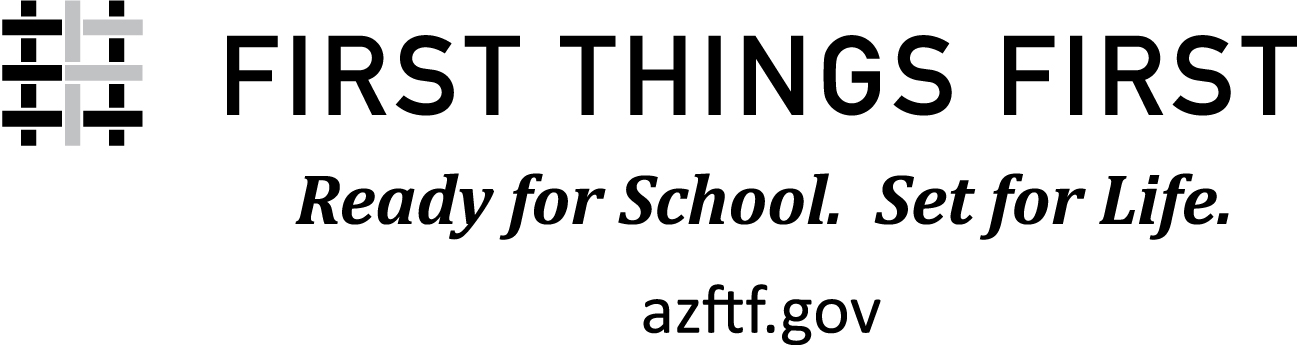 FIRST THINGS FIRST
Ready for School.  Set for Life.
azftf.gov